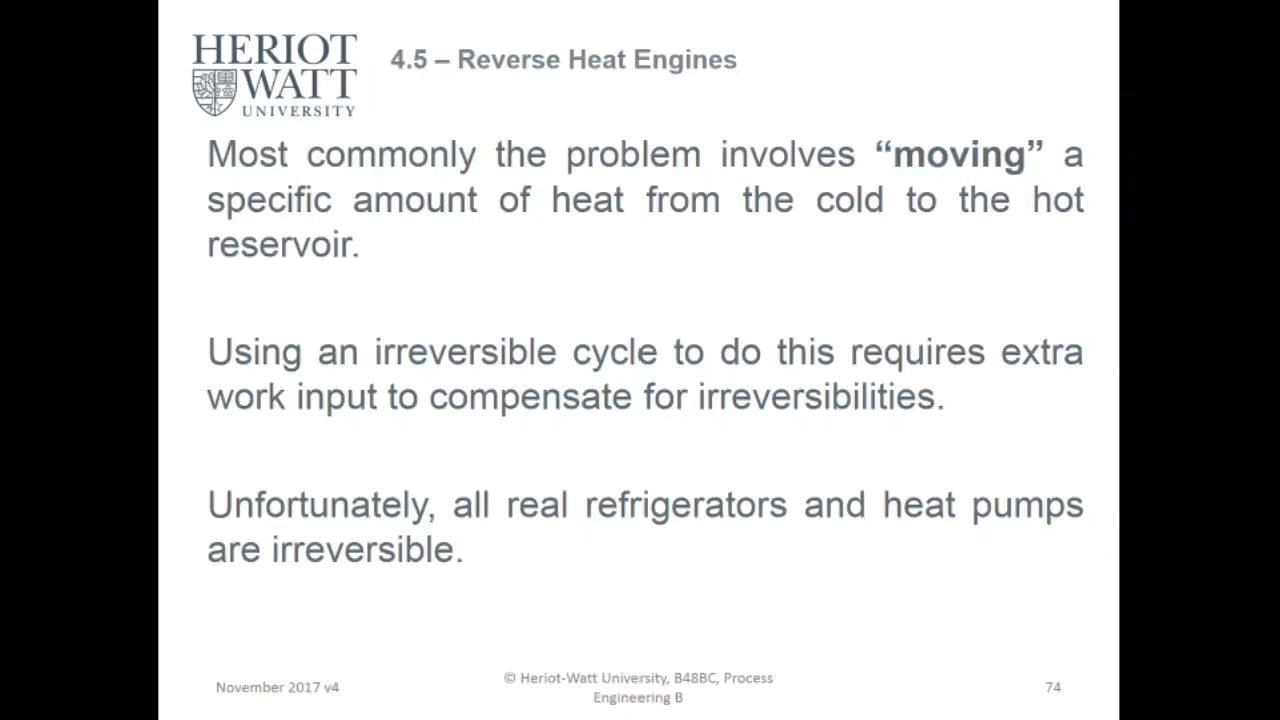 HERIOT
WATT
UNIVERSITY
4.5 – Reverse Heat Engines
Most commonly the problem involves “moving” a
specific amount of heat from the cold to the hot
reservoir.
Using an irreversible cycle to do this requires extra
work input to compensate for irreversibilities.
Unfortunately, all real refrigerators and heat pumps
are irreversible.
November 2017 v4
© Heriot-Watt University, B48BC, Process
Engineering B
74